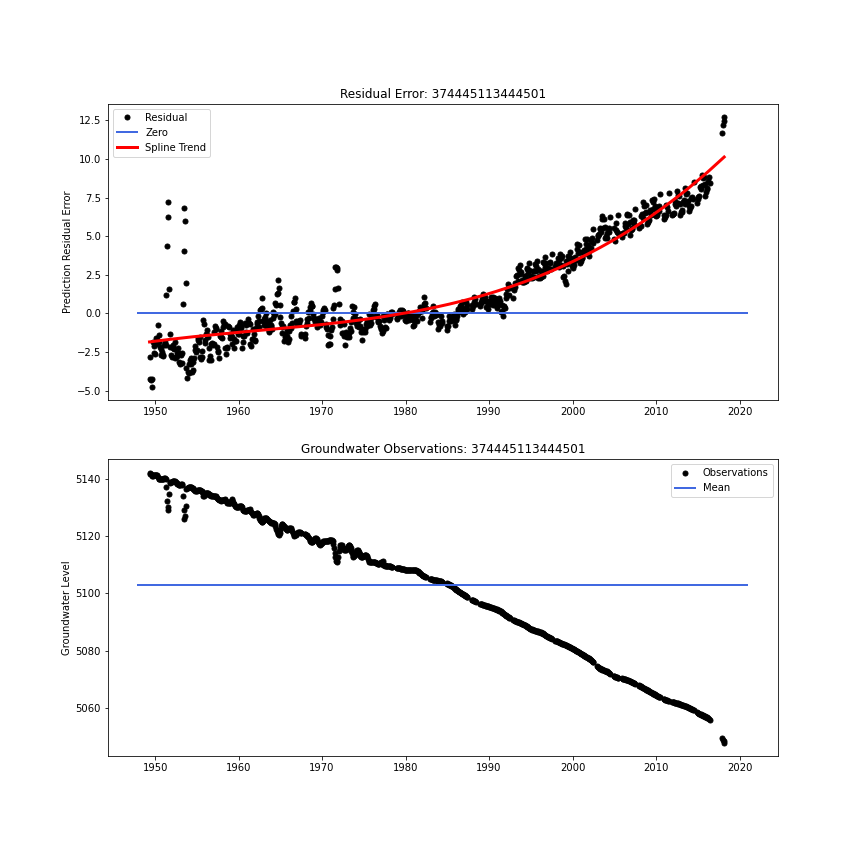 Residual Error: 374445113444501
Residual
Zero
Spline Trend
Prediction Residual Error
12.5
10.0
7.5
5.0
2.5
0.0
−2.5
−5.0
1950 1960 1970 1980 1990 2000 2010 2020
Groundwater Observations: 374445113444501
Observations
Mean
Groundwater Level
5140
5120
5100
5080
5060
1950 1960 1970 1980 1990 2000 2010 2020